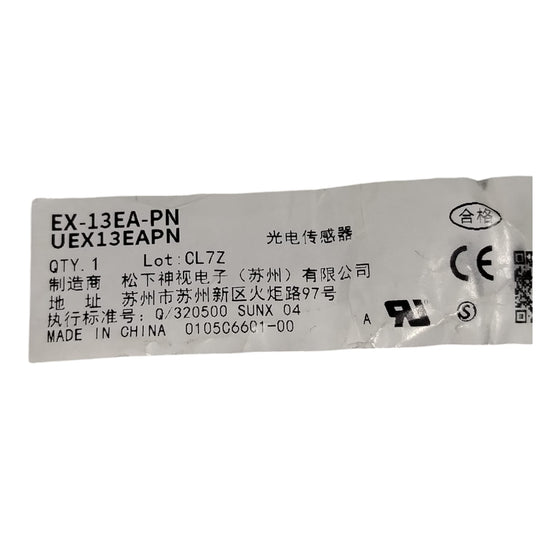 EX-13EA-PN
UEX13EAPN
光电传感器
合格
QTY.1 Lot:CL7Z
制造商 松下神视电子（苏州）有限公司
地 址 苏州市苏州新区火炬路97号
执行标准号: Q/320500 SUNX 04
MADE IN CHINA 0105C6601-00
A
CE
S